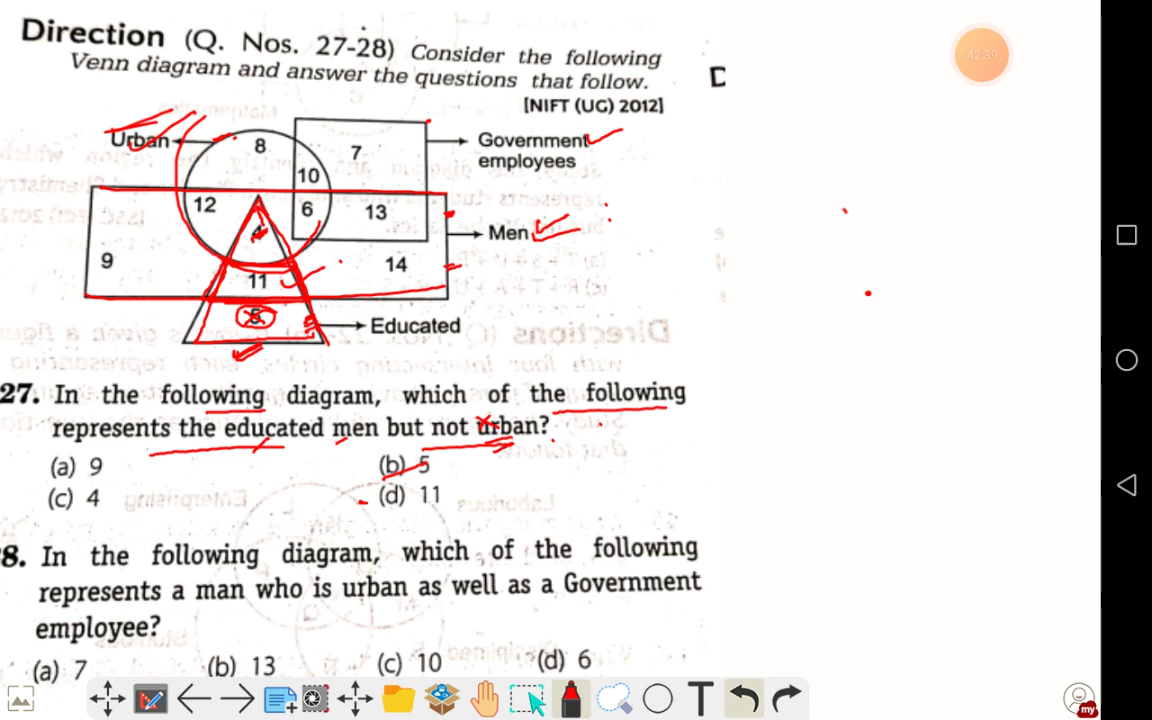 Direction (Q. Nos. 27-28) Consider the following
Venn diagram and answer the questions that follow.
[NIFT (UG) 2012]
D
42:39
Urban
8
7
Government
employees
10
12
6
13
Men
4
9
14
11
5
Educated
27. In the following diagram, which of the following
represents the educated men but not urban?
(a) 9 (b) 5
(c) 4 (d) 11
8. In the following diagram, which of the following
represents a man who is urban as well as a Government
employee?
(a) 7 (b) 13 (c) 10 (d) 6
T
my